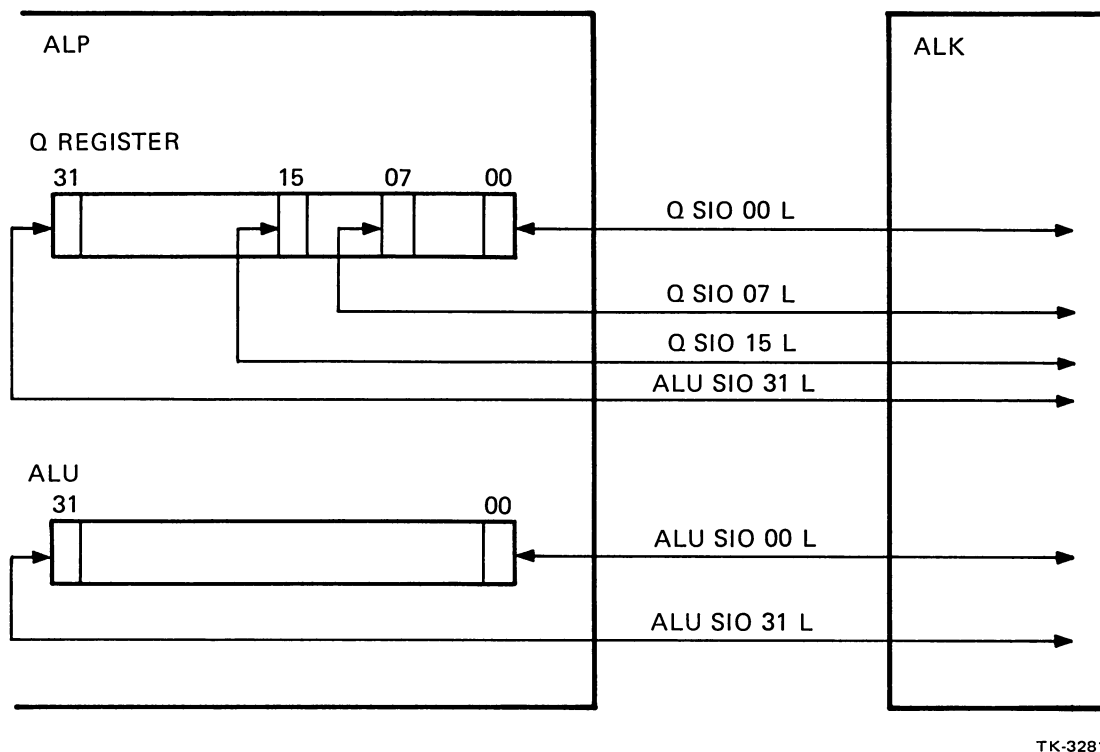 ALP
ALK
Q REGISTER
31 15 07 00
Q SIO 00 L
Q SIO 07 L
Q SIO 15 L
ALU SIO 31 L
ALU
31 00
ALU SIO 00 L
ALU SIO 31 L